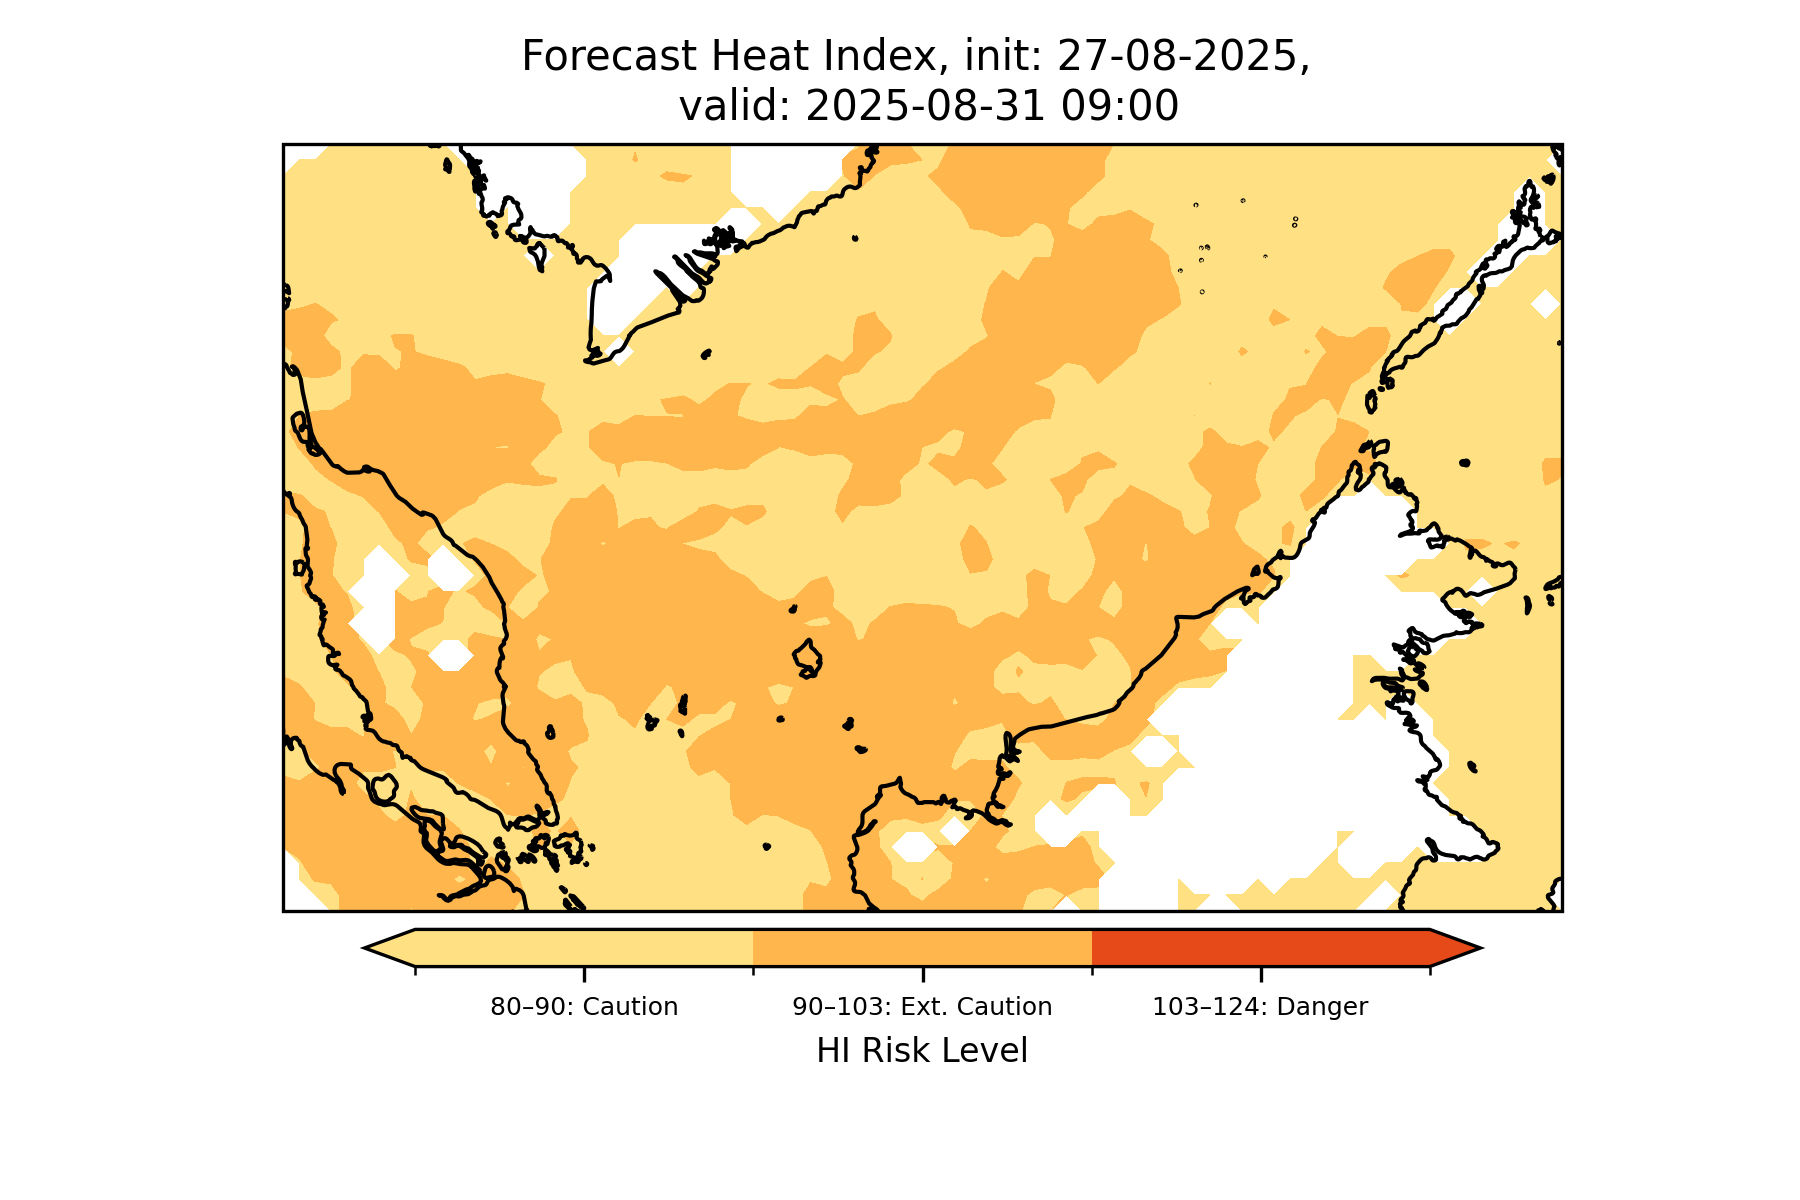 Forecast Heat Index, init: 27-08-2025,
valid: 2025-08-31 09:00
80–90: Caution
90–103: Ext. Caution
103–124: Danger
HI Risk Level